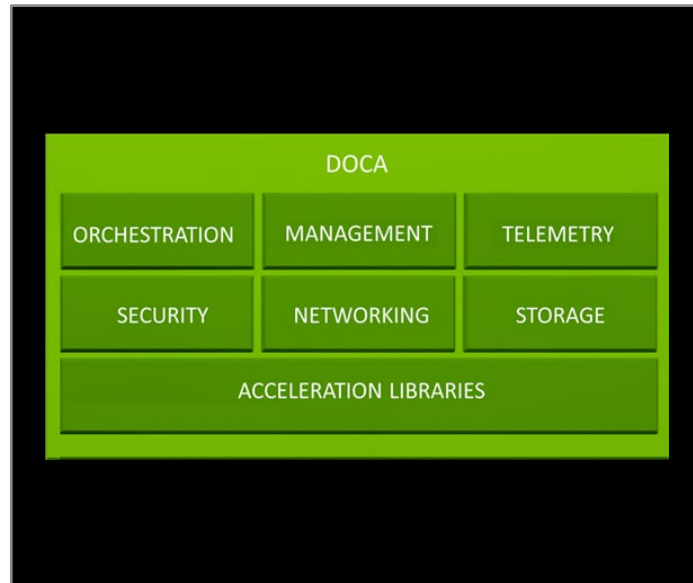 DOCA
ORCHESTRATION
MANAGEMENT
TELEMETRY
SECURITY
NETWORKING
STORAGE
ACCELERATION LIBRARIES